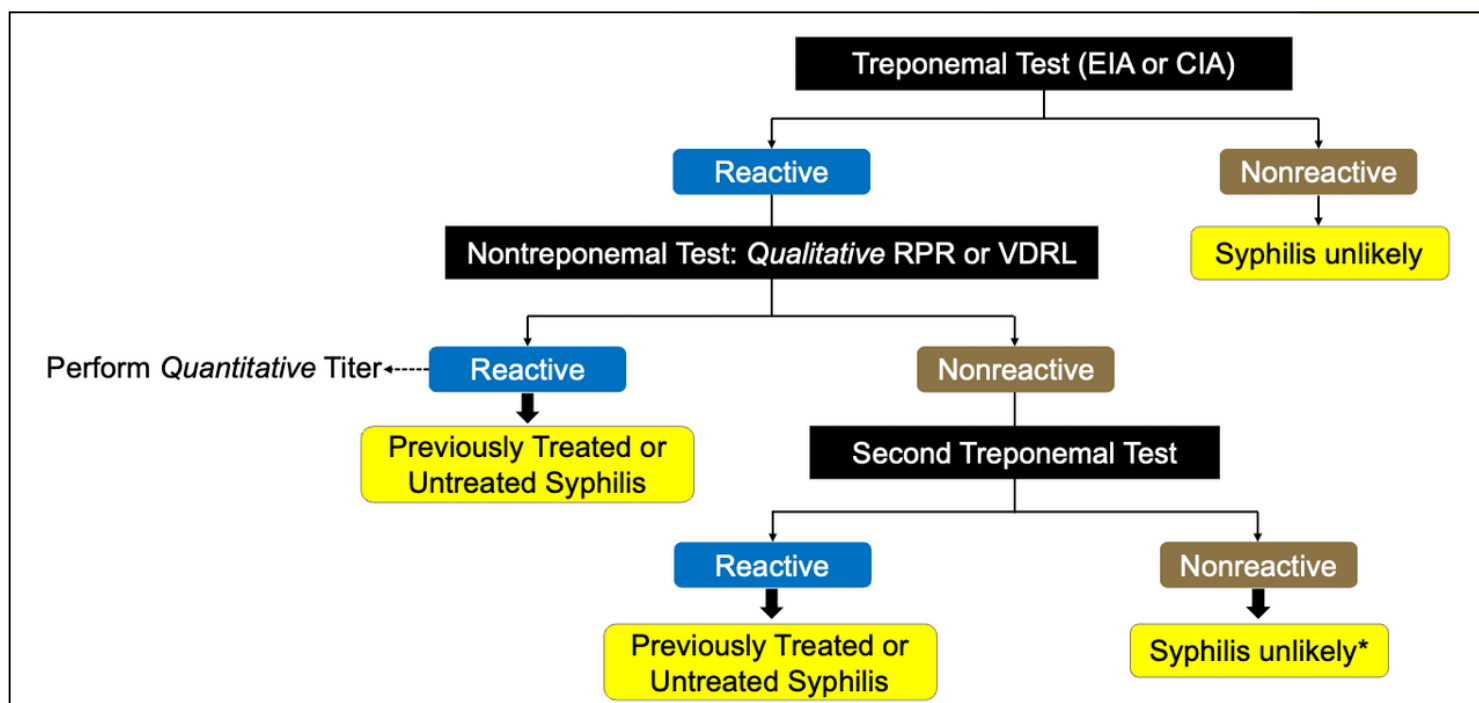 Treponemal Test (EIA or CIA)
Reactive
Nonreactive
Nontreponemal Test: Qualitative RPR or VDRL
Syphilis unlikely
Perform Quantitative Titer
Reactive
Nonreactive
Previously Treated or
Untreated Syphilis
Second Treponemal Test
Reactive
Nonreactive
Previously Treated or
Untreated Syphilis
Syphilis unlikely*